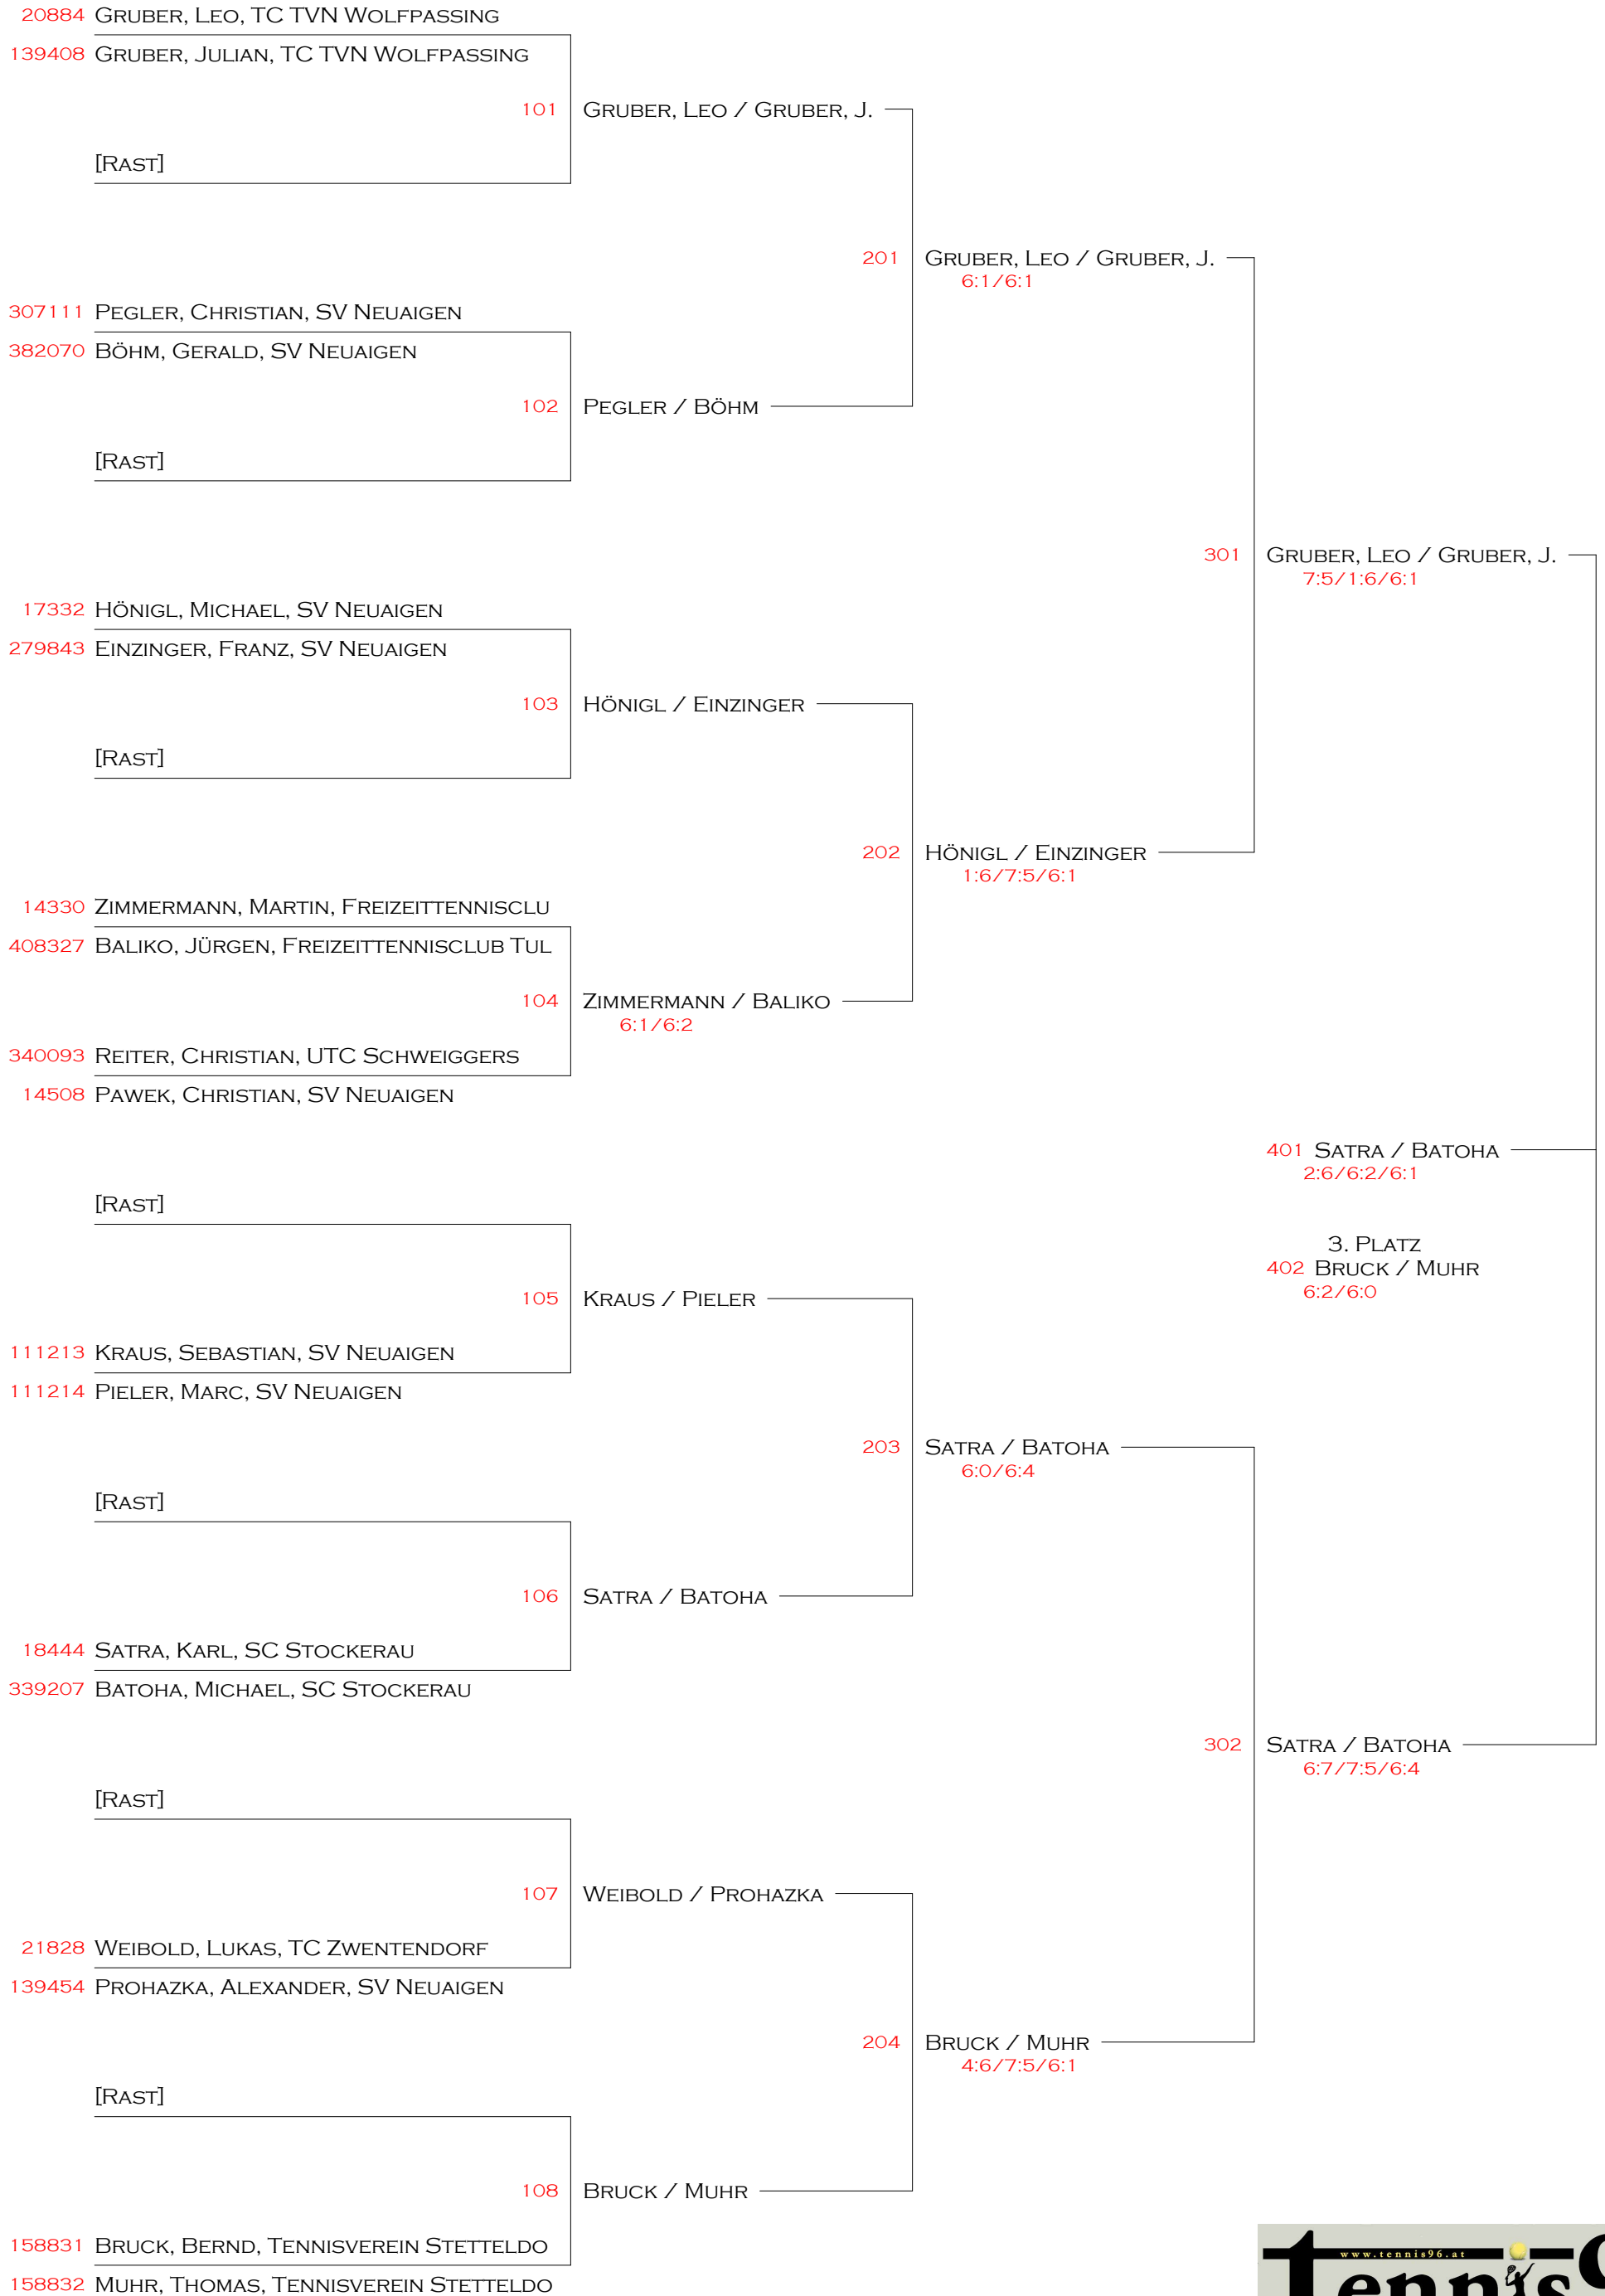 20884 Gruber, Leo, TC TVN Wolfpassing
139408 Gruber, Julian, TC TVN Wolfpassing
101 Gruber, Leo / Gruber, J.
[Rast]
201 Gruber, Leo / Gruber, J.
6:1/6:1
307111 Pegler, Christian, SV Neuaigen
382070 Böhm, Gerald, SV Neuaigen
102 Pegler / Böhm
[Rast]
301 Gruber, Leo / Gruber, J.
7:5/1:6/6:1
17332 Hönigl, Michael, SV Neuaigen
279843 Einzinger, Franz, SV Neuaigen
103 Hönigl / Einzinger
[Rast]
202 Hönigl / Einzinger
1:6/7:5/6:1
14330 Zimmermann, Martin, Freizeittennisclu
408327 Baliko, Jürgen, Freizeittennisclub Tul
104 Zimmermann / Baliko
6:1/6:2
340093 Reiter, Christian, UTC Schweiggers
14508 Pawek, Christian, SV Neuaigen
401 Satra / Batoha
2:6/6:2/6:1
[Rast]
3. Platz
402 Bruck / Muhr
6:2/6:0
105 Kraus / Pieler
111213 Kraus, Sebastian, SV Neuaigen
111214 Pieler, Marc, SV Neuaigen
203 Satra / Batoha
6:0/6:4
[Rast]
106 Satra / Batoha
18444 Satra, Karl, SC Stockerau
339207 Batoha, Michael, SC Stockerau
302 Satra / Batoha
6:7/7:5/6:4
[Rast]
107 Weibold / Prohazka
21828 Weibold, Lukas, TC Zwentendorf
139454 Prohazka, Alexander, SV Neuaigen
204 Bruck / Muhr
4:6/7:5/6:1
[Rast]
108 Bruck / Muhr
158831 Bruck, Bernd, Tennisverein Stetteldo
www.tennis96.at
158832 Muhr, Thomas, Tennisverein Stetteldo
tennis